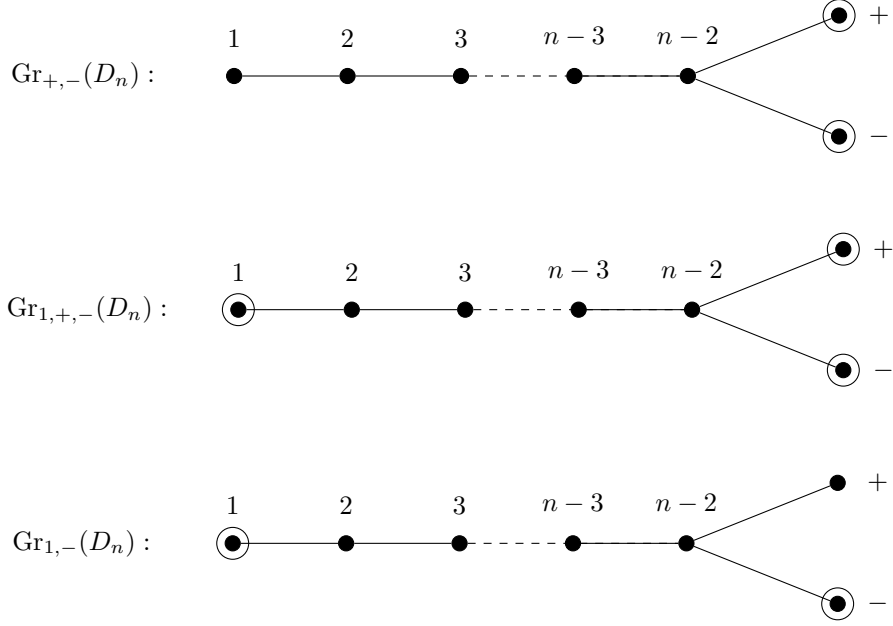 +
1 2 3 n − 3 n − 2
Gr₊,₋(Dₙ) :
−
+
1 2 3 n − 3 n − 2
Gr₁,₊,₋(Dₙ) :
−
1 2 3 n − 3 n − 2 +
Gr₁,₋(Dₙ) :
−